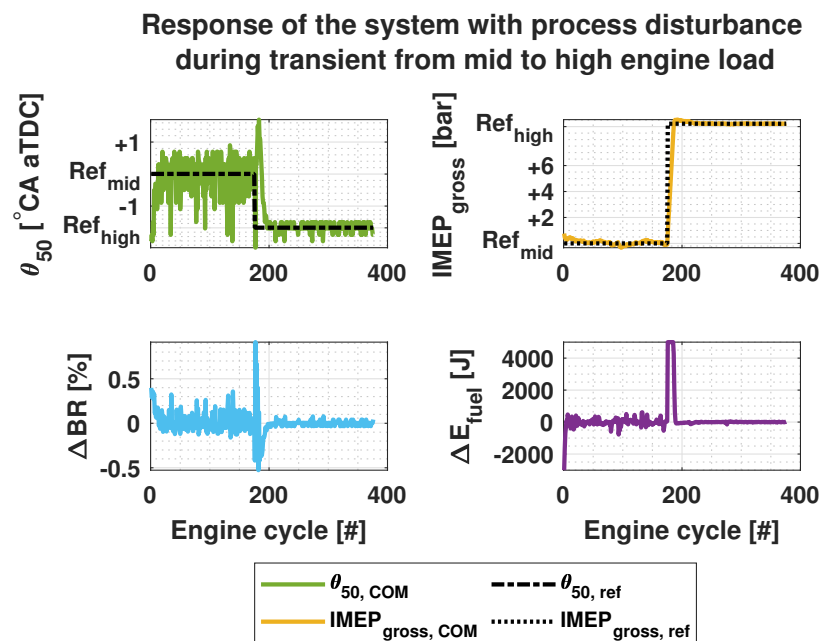 Response of the system with process disturbance
during transient from mid to high engine load
θ50 [°CA aTDC]
+1
Refmid
-1
Refhigh
0 200 400
IMEPgross [bar]
Refhigh
+6
+4
+2
Refmid
0 200 400
ΔBR [%]
0.5
0
-0.5
0 200 400
Engine cycle [#]
ΔEfuel [J]
4000
2000
0
-2000
0 200 400
Engine cycle [#]
θ50, COM
θ50, ref
IMEPgross, COM
IMEPgross, ref